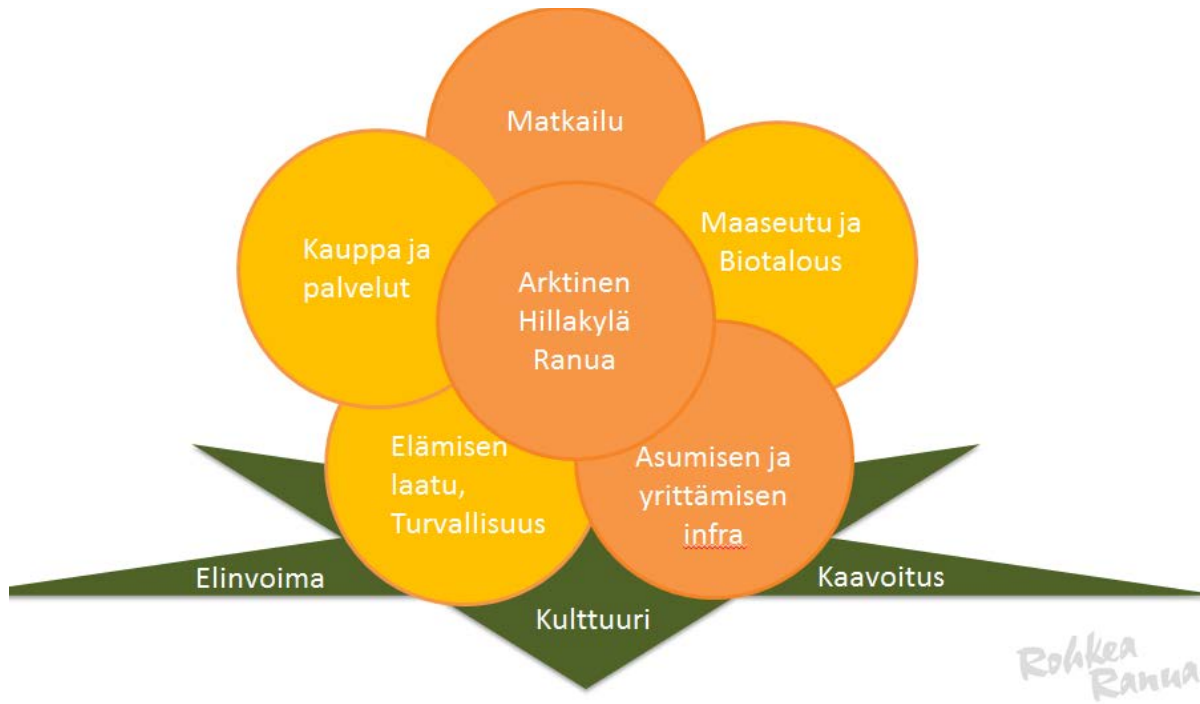 Matkailu
Kauppa ja
palvelut
Maaseutu ja
Biotalous
Arktinen
Hillakylä
Ranua
Elämisen
laatu,
Turvallisuus
Asumisen ja
yrittämisen
infra
Elinvoima
Kulttuuri
Kaavoitus
Rohkea
Ranua